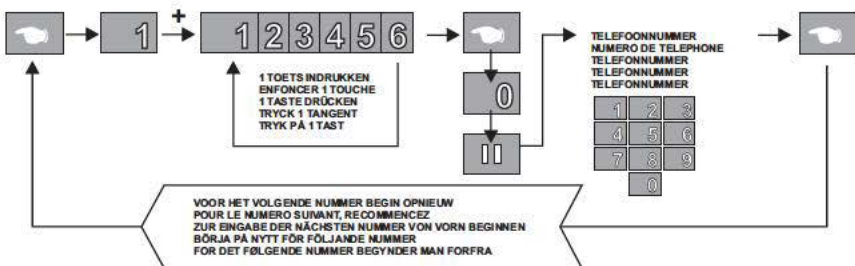 1 + 1 2 3 4 5 6
1 TOETS INDRUKKEN
ENFONCER 1 TOUCHE
1 TASTE DRÜCKEN
TRYCK 1 TANGENT
TRYK PÅ 1 TAST
0
TELEFOONNUMMER
NUMERO DE TELEPHONE
TELEFONNUMMER
TELEFONNUMMER
TELEFONNUMMER
1 2 3
4 5 6
7 8 9
0
VOOR HET VOLGENDE NUMMER BEGIN OPNIEUW
POUR LE NUMERO SUIVANT, RECOMMENCEZ
ZUR EINGABE DER NÄCHSTEN NUMMER VON VORN BEGINNEN
BÖRJA PÅ NYTT FÖR FÖLJANDE NUMMER
FOR DET FØLGENDE NUMMER BEGYNDER MAN FORFRA